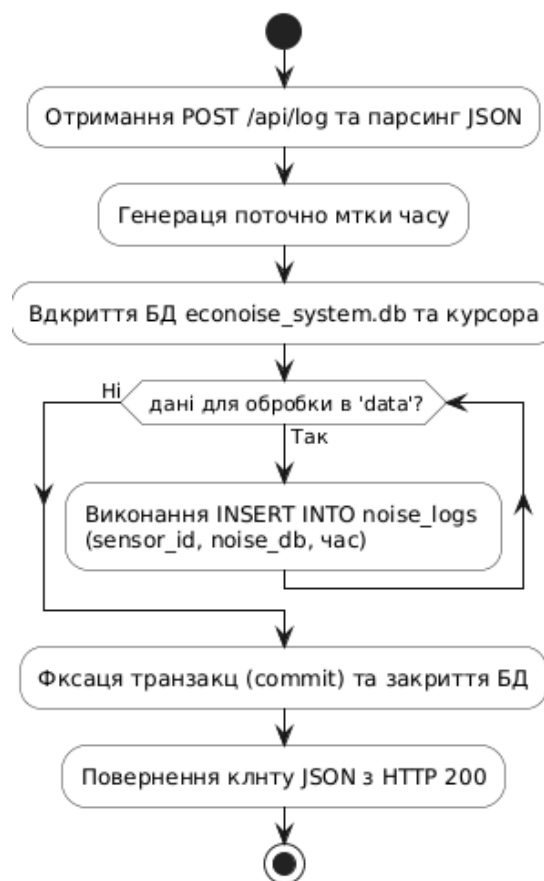 Отримання POST /api/log та парсинг JSON
Генераця поточно мтки часу
Вдкриття БД econoise_system.db та курсора
Ні
дані для обробки в 'data'?
Так
Виконання INSERT INTO noise_logs
(sensor_id, noise_db, час)
Фксаця транзакц (commit) та закриття БД
Повернення клнту JSON з HTTP 200